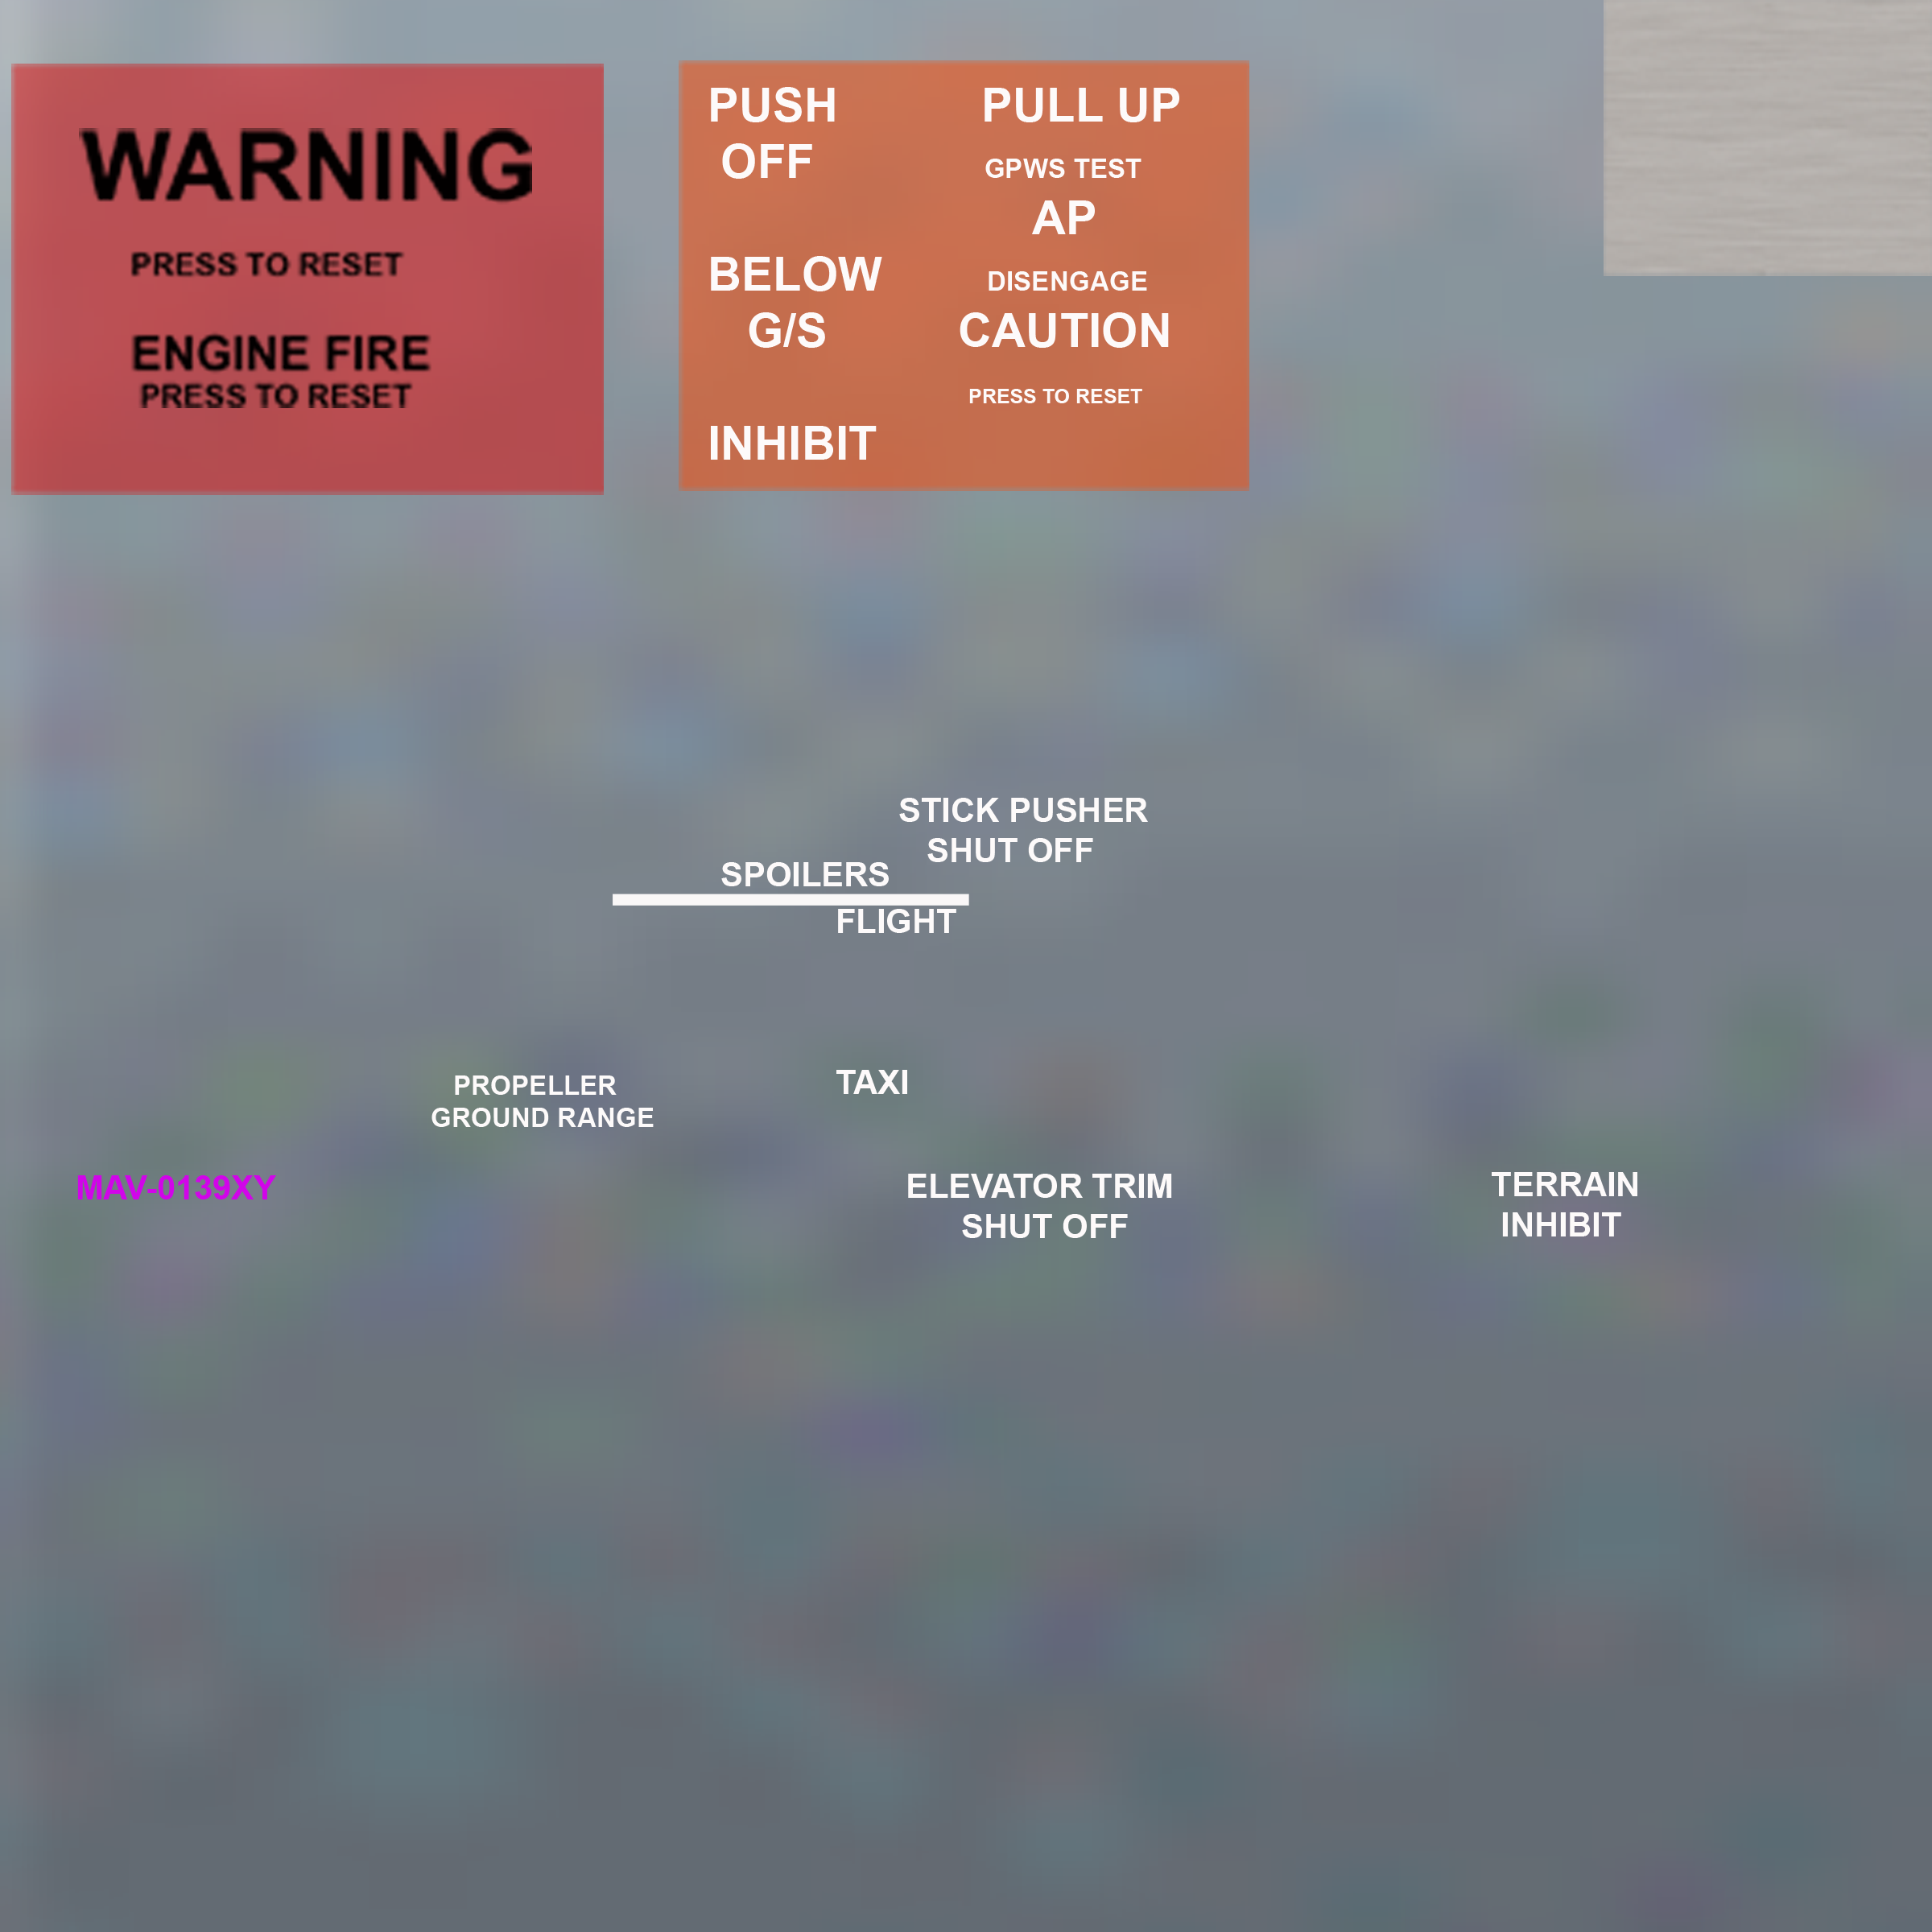 WARNING
PRESS TO RESET
ENGINE FIRE
PRESS TO RESET
PUSH
OFF
BELOW
G/S
INHIBIT
PULL UP
GPWS TEST
AP
DISENGAGE
CAUTION
PRESS TO RESET
STICK PUSHER
SHUT OFF
SPOILERS
FLIGHT
TAXI
PROPELLER
GROUND RANGE
MAV-0139XY
ELEVATOR TRIM
SHUT OFF
TERRAIN
INHIBIT